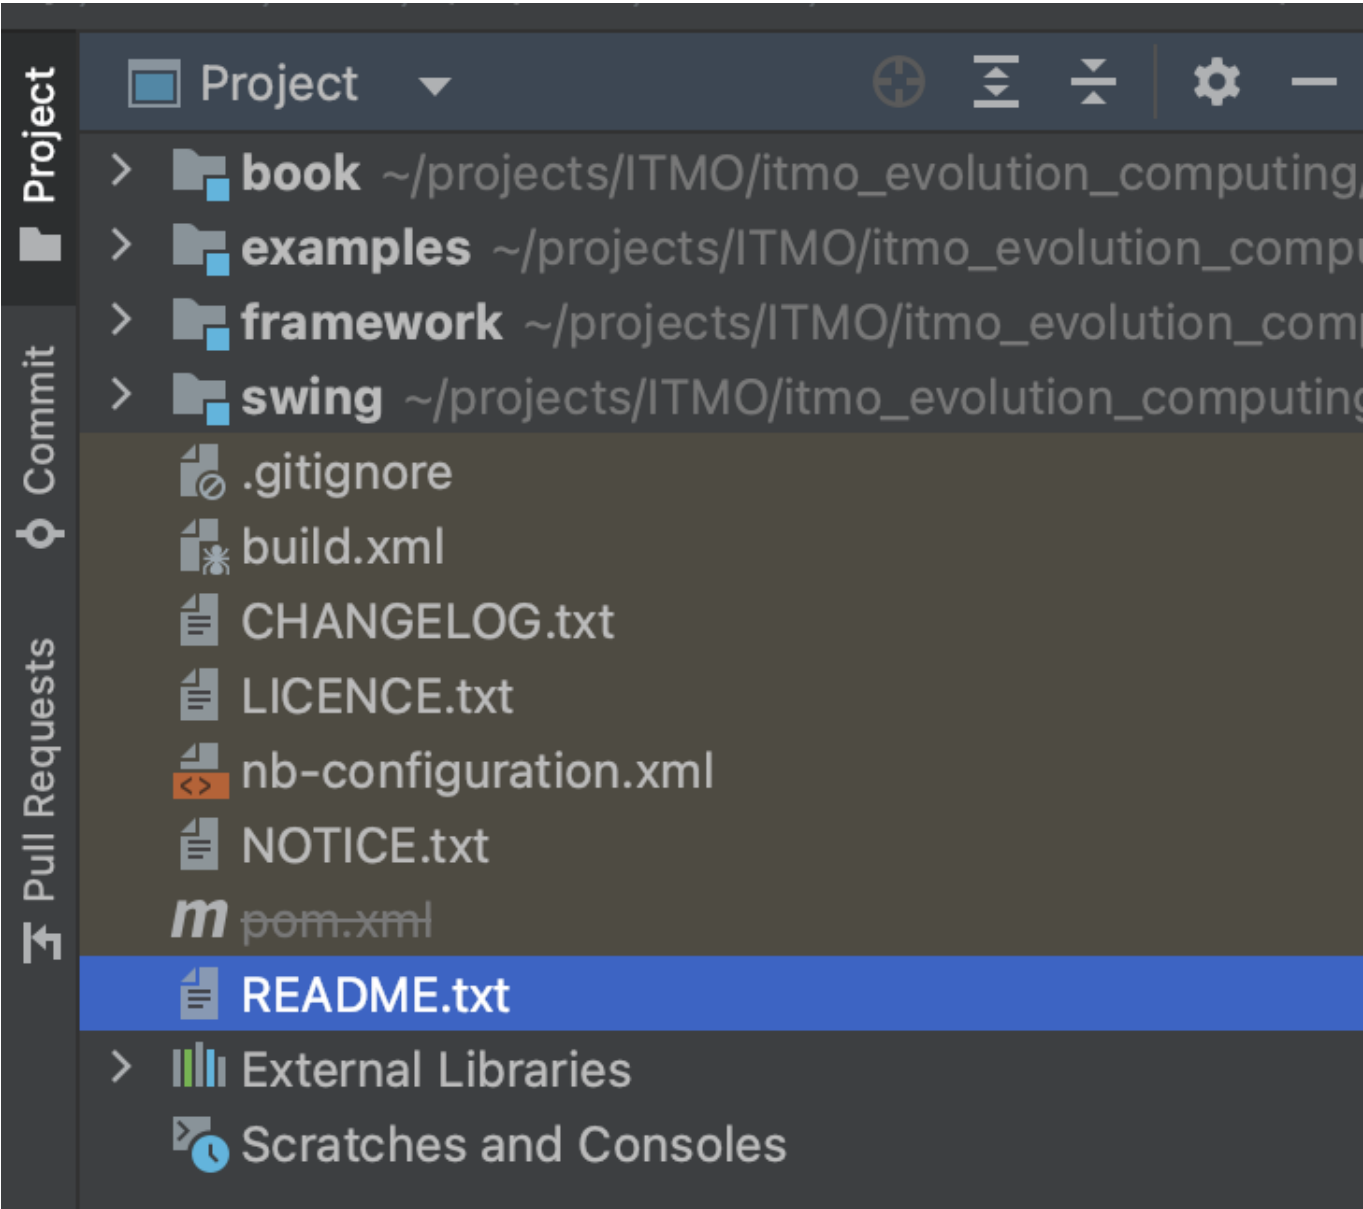 Project
Project
book ~/projects/ITMO/itmo_evolution_computing/
examples ~/projects/ITMO/itmo_evolution_comp
framework ~/projects/ITMO/itmo_evolution_com
swing ~/projects/ITMO/itmo_evolution_computing
.gitignore
build.xml
CHANGELOG.txt
LICENCE.txt
nb-configuration.xml
NOTICE.txt
pom.xml
README.txt
External Libraries
Scratches and Consoles
Commit
Pull Requests